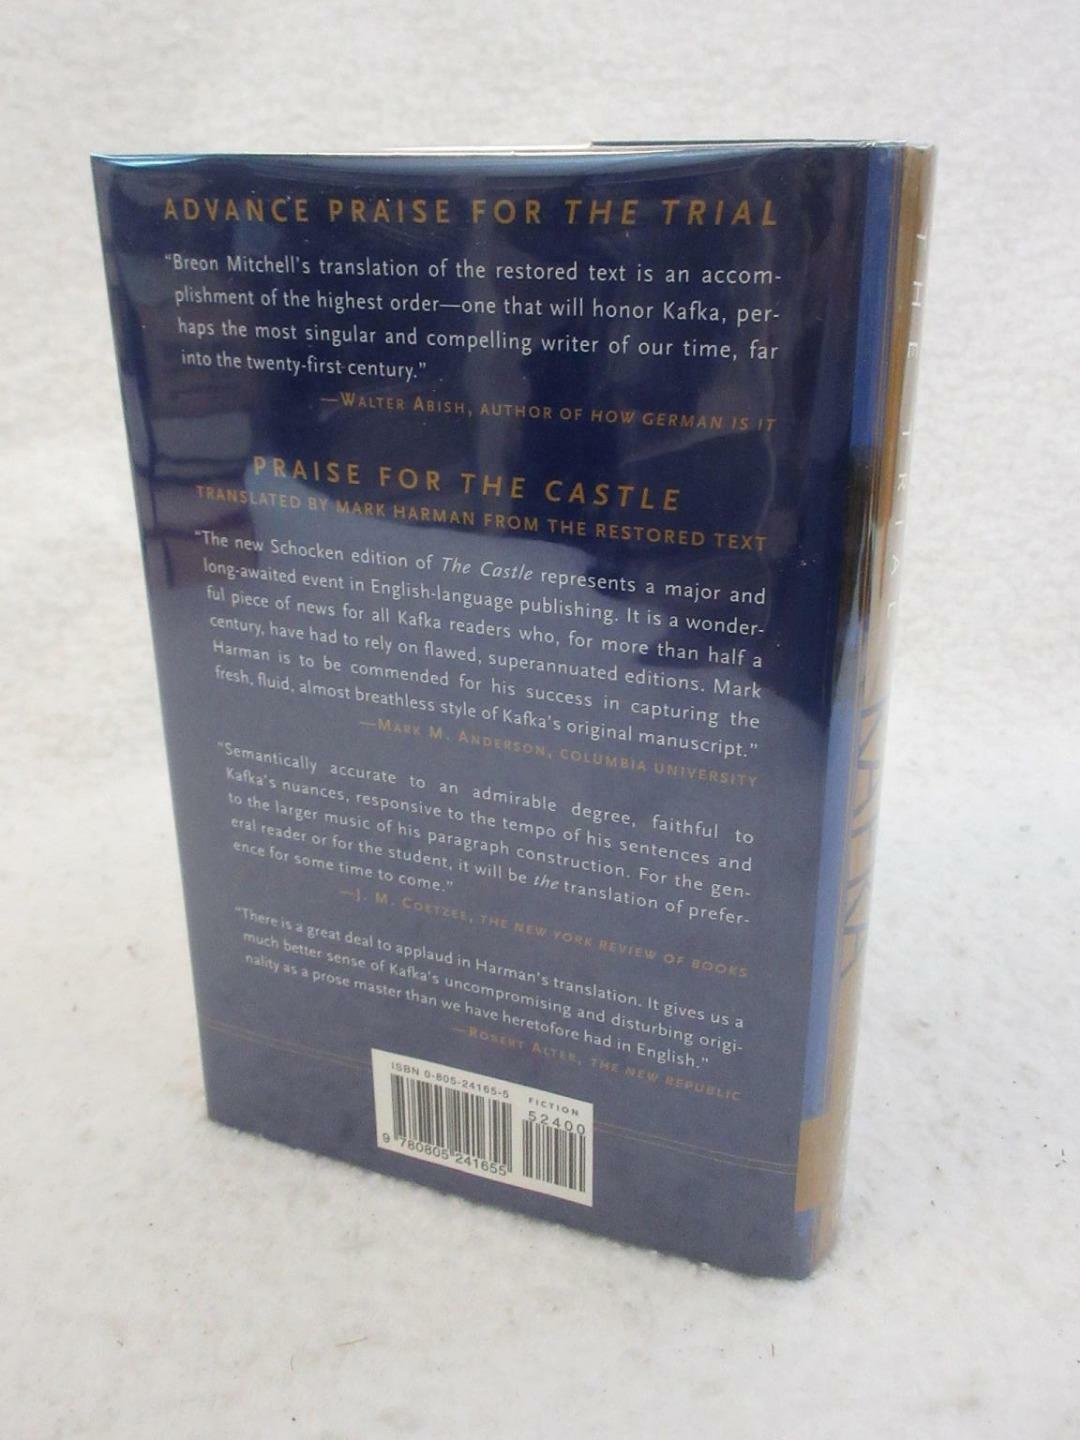 ADVANCE PRAISE FOR THE TRIAL
“Breon Mitchell’s translation of the restored text is an accom-
plishment of the highest order—one that will honor Kafka, per-
haps the most singular and compelling writer of our time, far
into the twenty-first century.”
—WALTER ABISH, AUTHOR OF HOW GERMAN IS IT
PRAISE FOR THE CASTLE
TRANSLATED BY MARK HARMAN FROM THE RESTORED TEXT
“The new Schocken edition of The Castle represents a major and
long-awaited event in English-language publishing. It is a wonder-
ful piece of news for all Kafka readers who, for more than half a
century, have had to rely on flawed, superannuated editions. Mark
Harman is to be commended for his success in capturing the
fresh, fluid, almost breathless style of Kafka’s original manuscript.”
—MARK M. ANDERSON, COLUMBIA UNIVERSITY
“Semantically accurate to an admirable degree, faithful to
Kafka’s nuances, responsive to the tempo of his sentences and
to the larger music of his paragraph construction. For the gen-
eral reader or for the student, it will be the translation of prefer-
ence for some time to come.”
—J. M. COETZEE, THE NEW YORK REVIEW OF BOOKS
“There is a great deal to applaud in Harman’s translation. It gives us a
much better sense of Kafka’s uncompromising and disturbing origi-
nality as a prose master than we have heretofore had in English.”
—ROBERT ALTER, THE NEW REPUBLIC
ISBN 0-805-24165-5 FICTION
52400
9 780805 241655
THE TRIAL
KAFKA